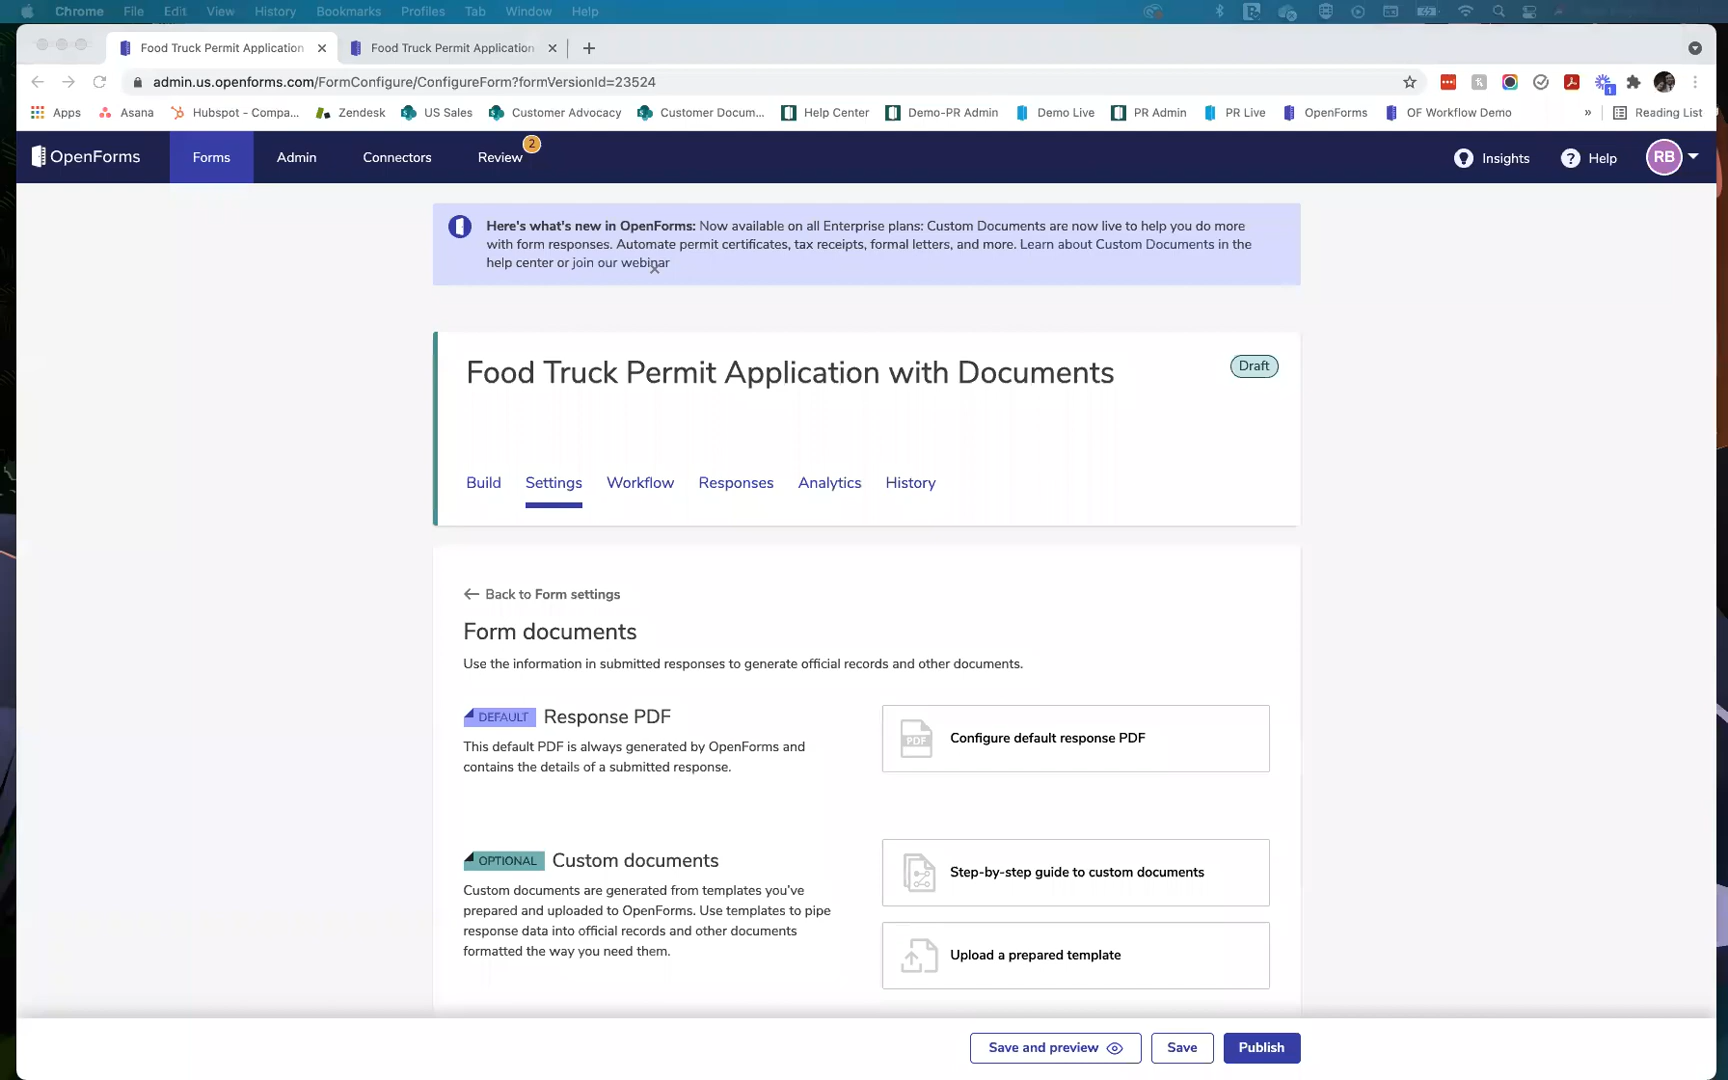 Chrome File Edit View History Bookmarks Profiles Tab Window Help
Food Truck Permit Application
Food Truck Permit Application
admin.us.openforms.com/FormConfigure/ConfigureForm?formVersionId=23524
Apps Asana Hubspot - Compa... Zendesk US Sales Customer Advocacy Customer Docum... Help Center Demo-PR Admin Demo Live PR Admin PR Live OpenForms OF Workflow Demo » Reading List
OpenForms Forms Admin Connectors Review 2 Insights Help RB
Here's what's new in OpenForms: Now available on all Enterprise plans: Custom Documents are now live to help you do more
with form responses. Automate permit certificates, tax receipts, formal letters, and more. Learn about Custom Documents in the
help center or join our webinar
Food Truck Permit Application with Documents
Draft
Build Settings Workflow Responses Analytics History
Back to Form settings
Form documents
Use the information in submitted responses to generate official records and other documents.
DEFAULT Response PDF
This default PDF is always generated by OpenForms and
contains the details of a submitted response.
PDF Configure default response PDF
OPTIONAL Custom documents
Custom documents are generated from templates you've
prepared and uploaded to OpenForms. Use templates to pipe
response data into official records and other documents
formatted the way you need them.
Step-by-step guide to custom documents
Upload a prepared template
Save and preview Save Publish